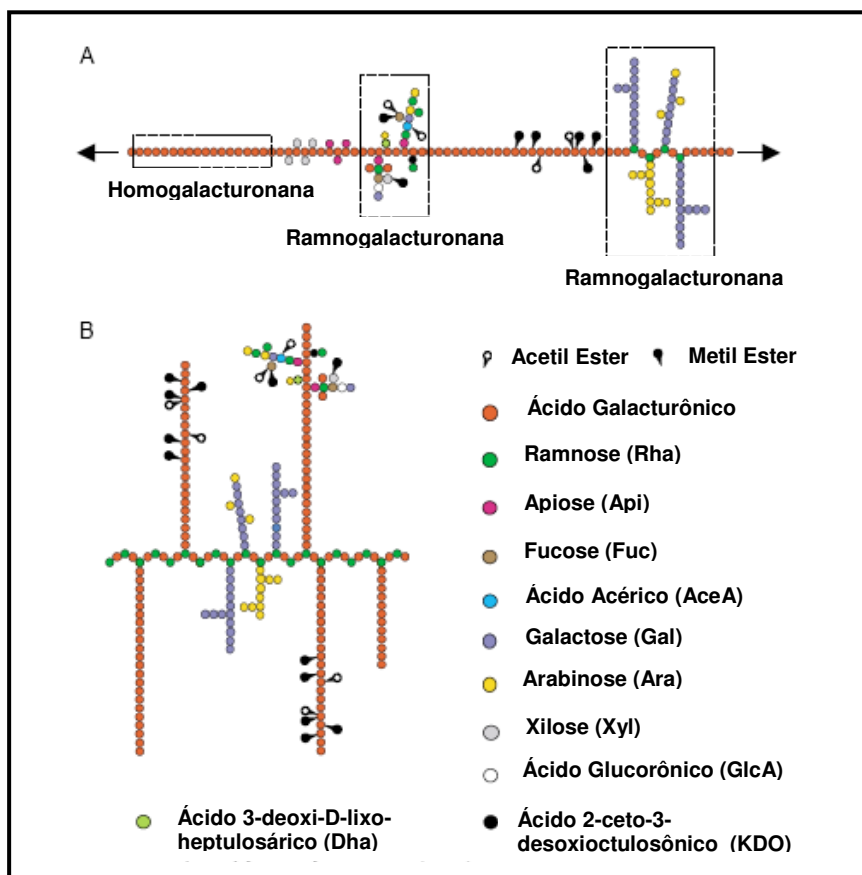 A
Homogalacturonana
Ramnogalacturonana
Ramnogalacturonana
B
Acetil Ester
Metil Ester
Ácido Galacturônico
Ramnose (Rha)
Apiose (Api)
Fucose (Fuc)
Ácido Acérico (AceA)
Galactose (Gal)
Arabinose (Ara)
Xilose (Xyl)
Ácido Glucorônico (GlcA)
Ácido 3-deoxi-D-lixo-
heptulosárico (Dha)
Ácido 2-ceto-3-
desoxioctulosônico (KDO)